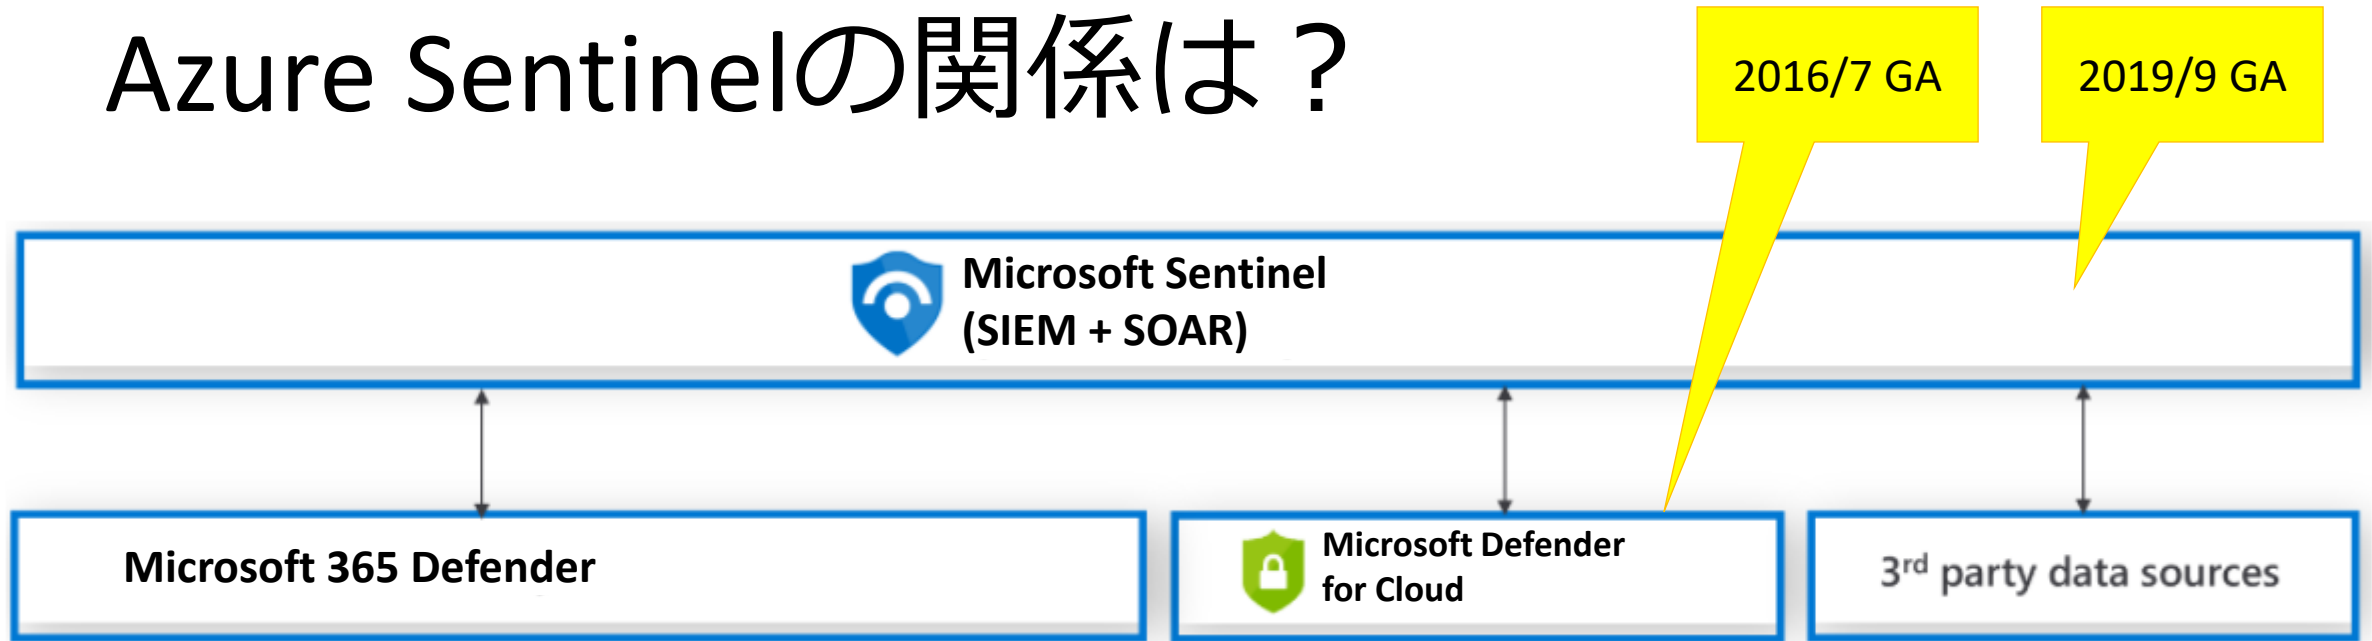 Azure Sentinelの関係は？
2016/7 GA
2019/9 GA
Microsoft Sentinel
(SIEM + SOAR)
Microsoft 365 Defender
Microsoft Defender
for Cloud
3rd party data sources